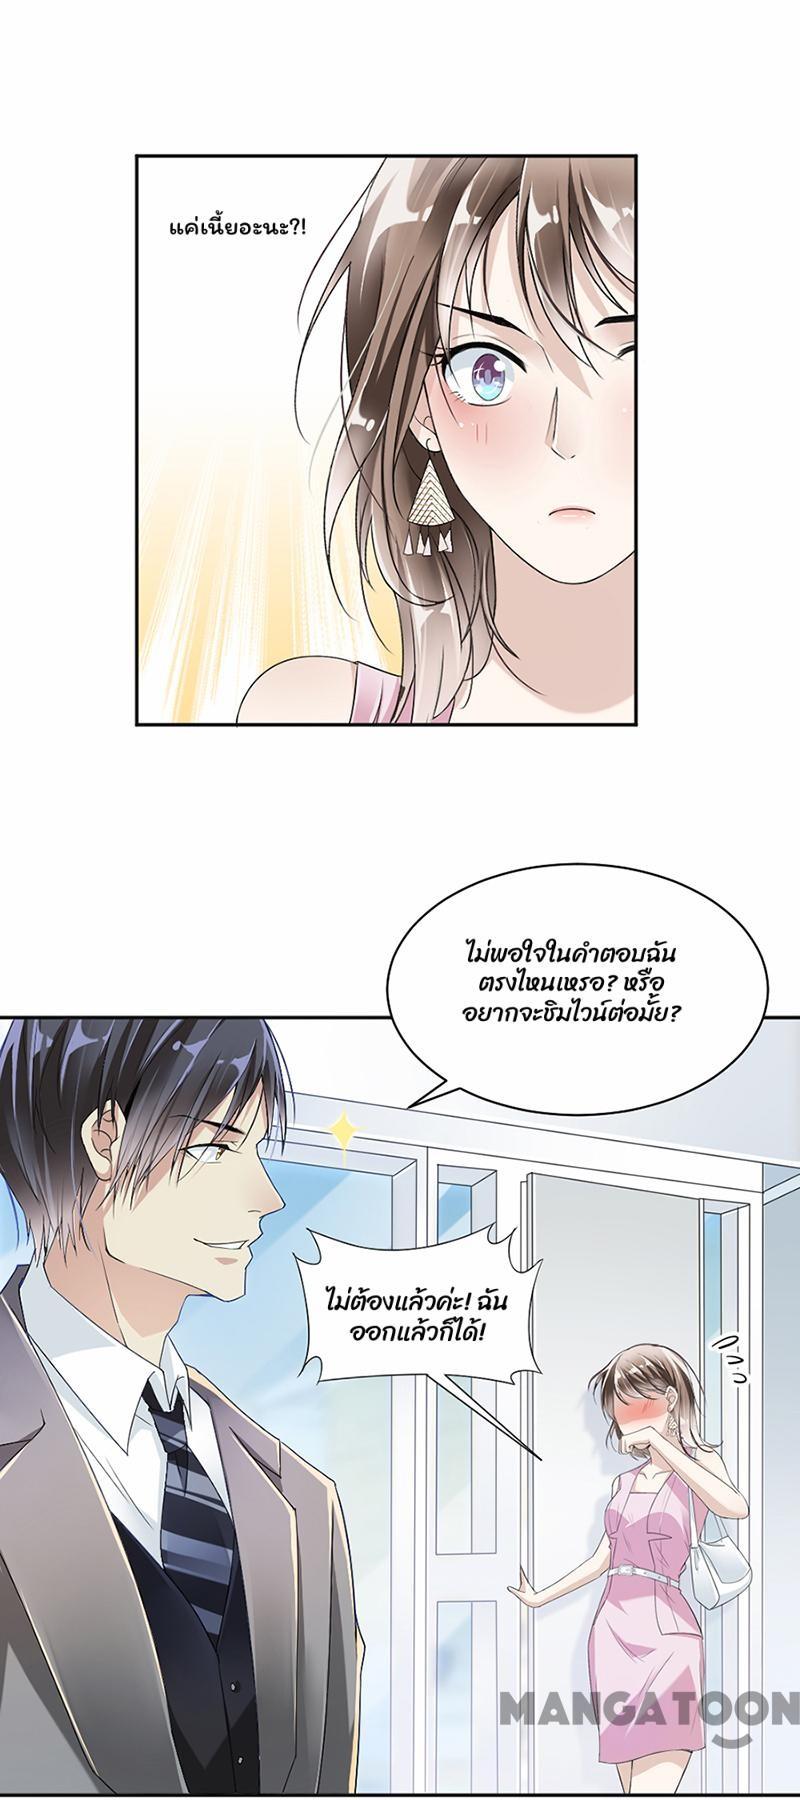 แค่เนี้ยอะนะ?!
ไม่พอใจในคำตอบฉัน
ตรงไหนเหรอ? หรือ
อยากจะชิมไวน์ต่อมั้ย?
ไม่ต้องแล้วค่ะ! ฉัน
ออกแล้วก็ได้!
MANGATOON